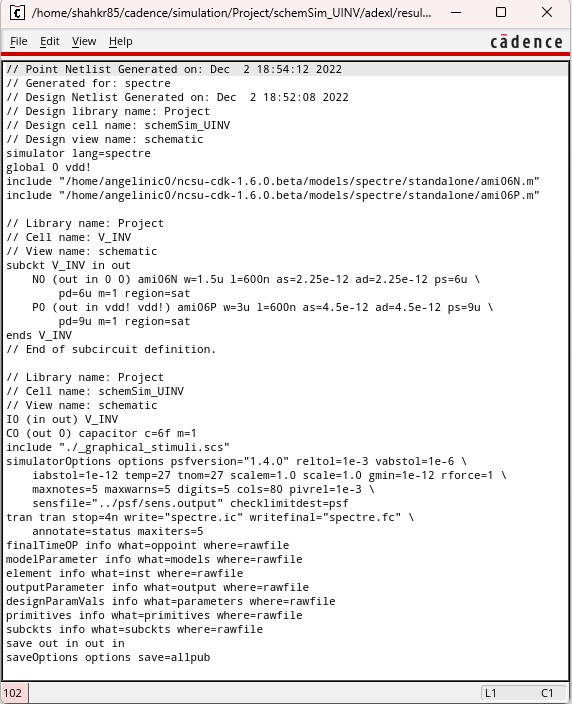 /home/shahkr85/cadence/simulation/Project/schemSim_UINV/adexl/resul...
File Edit View Help cādence
// Point Netlist Generated on: Dec  2 18:54:12 2022
// Generated for: spectre
// Design Netlist Generated on: Dec  2 18:52:08 2022
// Design library name: Project
// Design cell name: schemSim_UINV
// Design view name: schematic
simulator lang=spectre
global 0 vdd!
include "/home/angelinic0/ncsu-cdk-1.6.0.beta/models/spectre/standalone/ami06N.m"
include "/home/angelinic0/ncsu-cdk-1.6.0.beta/models/spectre/standalone/ami06P.m"

// Library name: Project
// Cell name: V_INV
// View name: schematic
subckt V_INV in out
    N0 (out in 0 0) ami06N w=1.5u l=600n as=2.25e-12 ad=2.25e-12 ps=6u \
        pd=6u m=1 region=sat
    P0 (out in vdd! vdd!) ami06P w=3u l=600n as=4.5e-12 ad=4.5e-12 ps=9u \
        pd=9u m=1 region=sat
ends V_INV
// End of subcircuit definition.

// Library name: Project
// Cell name: schemSim_UINV
// View name: schematic
I0 (in out) V_INV
C0 (out 0) capacitor c=6f m=1
include "./_graphical_stimuli.scs"
simulatorOptions options psfversion="1.4.0" reltol=1e-3 vabstol=1e-6 \
    iabstol=1e-12 temp=27 tnom=27 scalem=1.0 scale=1.0 gmin=1e-12 rforce=1 \
    maxnotes=5 maxwarns=5 digits=5 cols=80 pivrel=1e-3 \
    sensfile="../psf/sens.output" checklimitdest=psf
tran tran stop=4n write="spectre.ic" writefinal="spectre.fc" \
    annotate=status maxiters=5
finalTimeOP info what=oppoint where=rawfile
modelParameter info what=models where=rawfile
element info what=inst where=rawfile
outputParameter info what=output where=rawfile
designParamVals info what=parameters where=rawfile
primitives info what=primitives where=rawfile
subckts info what=subckts where=rawfile
save out in out in
saveOptions options save=allpub
102 L1 C1